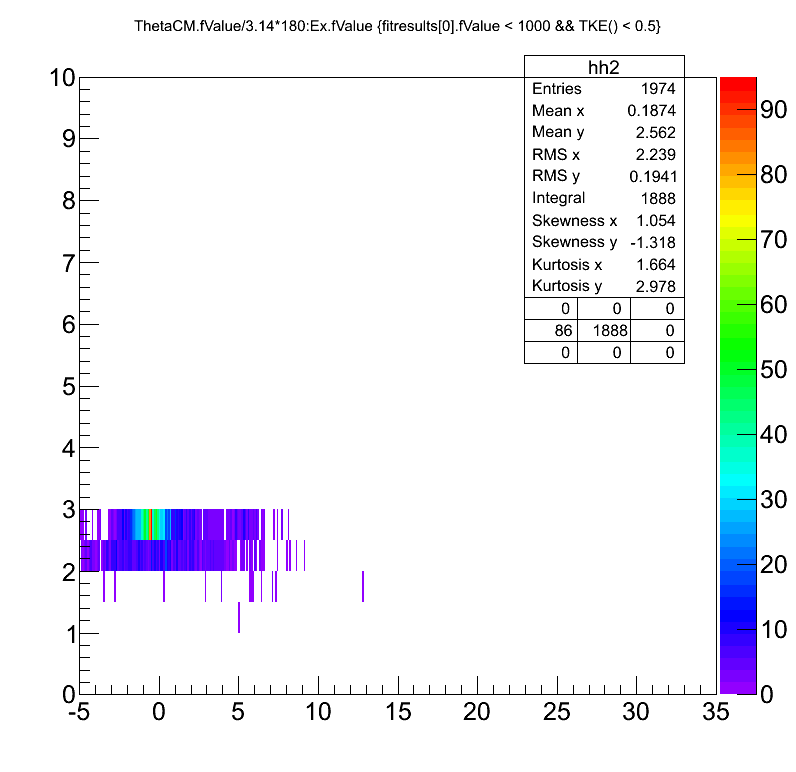 ThetaCM.fValue/3.14*180:Ex.fValue {fitresults[0].fValue < 1000 && TKE() < 0.5}
hh2
Entries 1974
Mean x 0.1874
Mean y 2.562
RMS x 2.239
RMS y 0.1941
Integral 1888
Skewness x 1.054
Skewness y -1.318
Kurtosis x 1.664
Kurtosis y 2.978
0 0 0
86 1888 0
0 0 0
10
9
8
7
6
5
4
3
2
1
0
-5 0 5 10 15 20 25 30 35
90
80
70
60
50
40
30
20
10
0